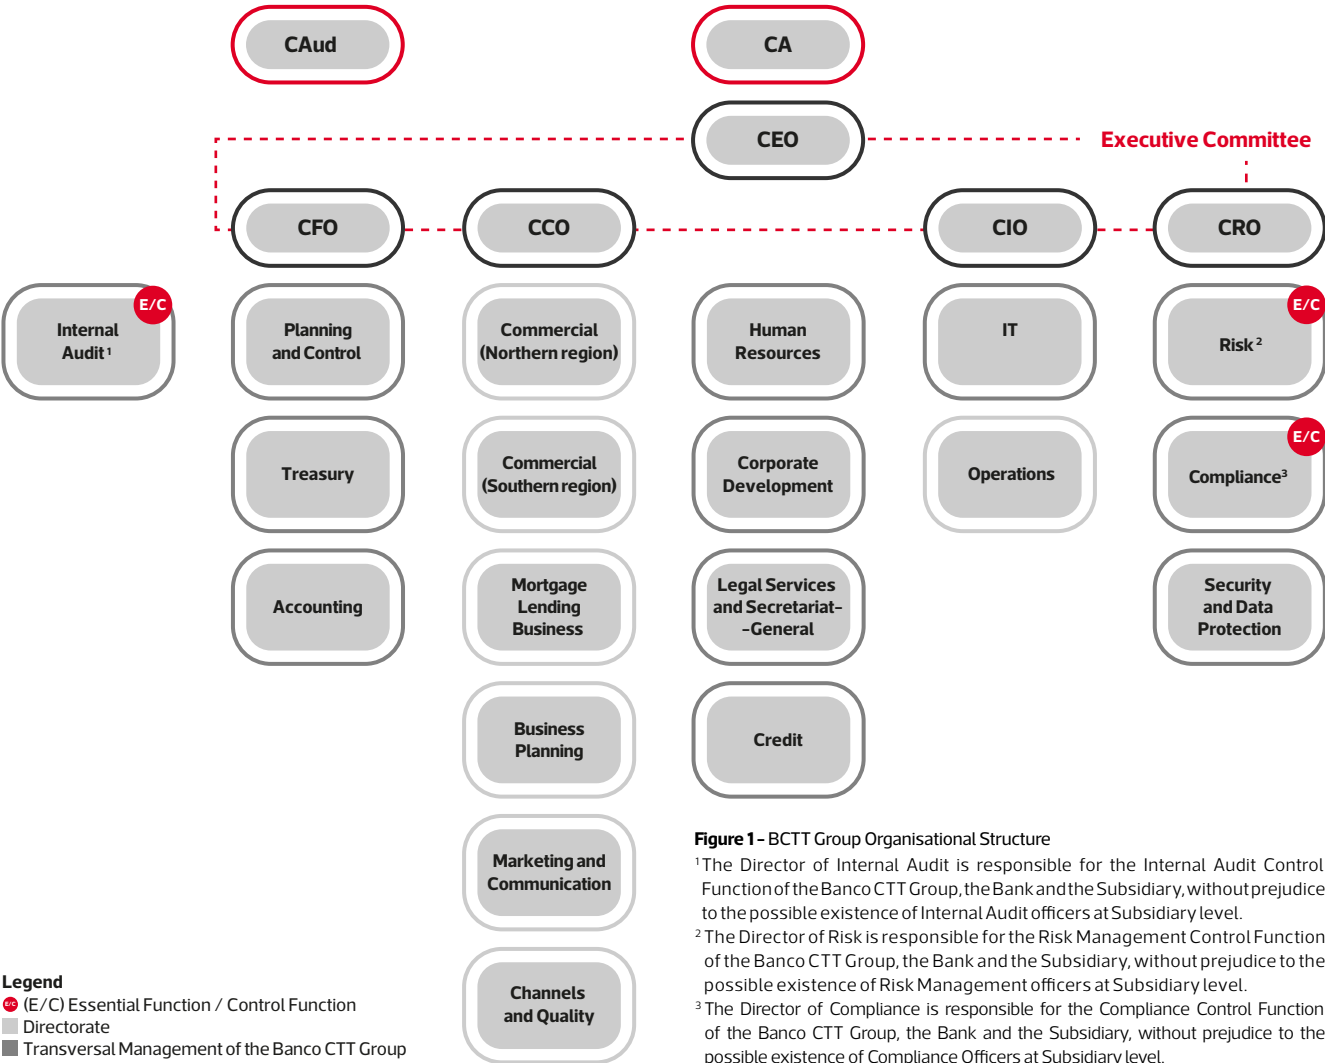 CAud
CA
CEO
Executive Committee
CFO
CCO
CIO
CRO
E/C
Internal
Audit 1
Planning
and Control
Commercial
(Northern region)
Human
Resources
IT
E/C
Risk 2
Treasury
Commercial
(Southern region)
Corporate
Development
Operations
E/C
Compliance3
Accounting
Mortgage
Lending
Business
Legal Services
and Secretariat-
-General
Security
and Data
Protection
Business
Planning
Credit
Marketing and
Communication
Channels
and Quality
Figure 1 - BCTT Group Organisational Structure
1 The Director of Internal Audit is responsible for the Internal Audit Control
Function of the Banco CTT Group, the Bank and the Subsidiary, without prejudice
to the possible existence of Internal Audit officers at Subsidiary level.
2 The Director of Risk is responsible for the Risk Management Control Function
of the Banco CTT Group, the Bank and the Subsidiary, without prejudice to the
possible existence of Risk Management officers at Subsidiary level.
3 The Director of Compliance is responsible for the Compliance Control Function
of the Banco CTT Group, the Bank and the Subsidiary, without prejudice to the
possible existence of Compliance Officers at Subsidiary level.
Legend
E/C (E/C) Essential Function / Control Function
Directorate
Transversal Management of the Banco CTT Group